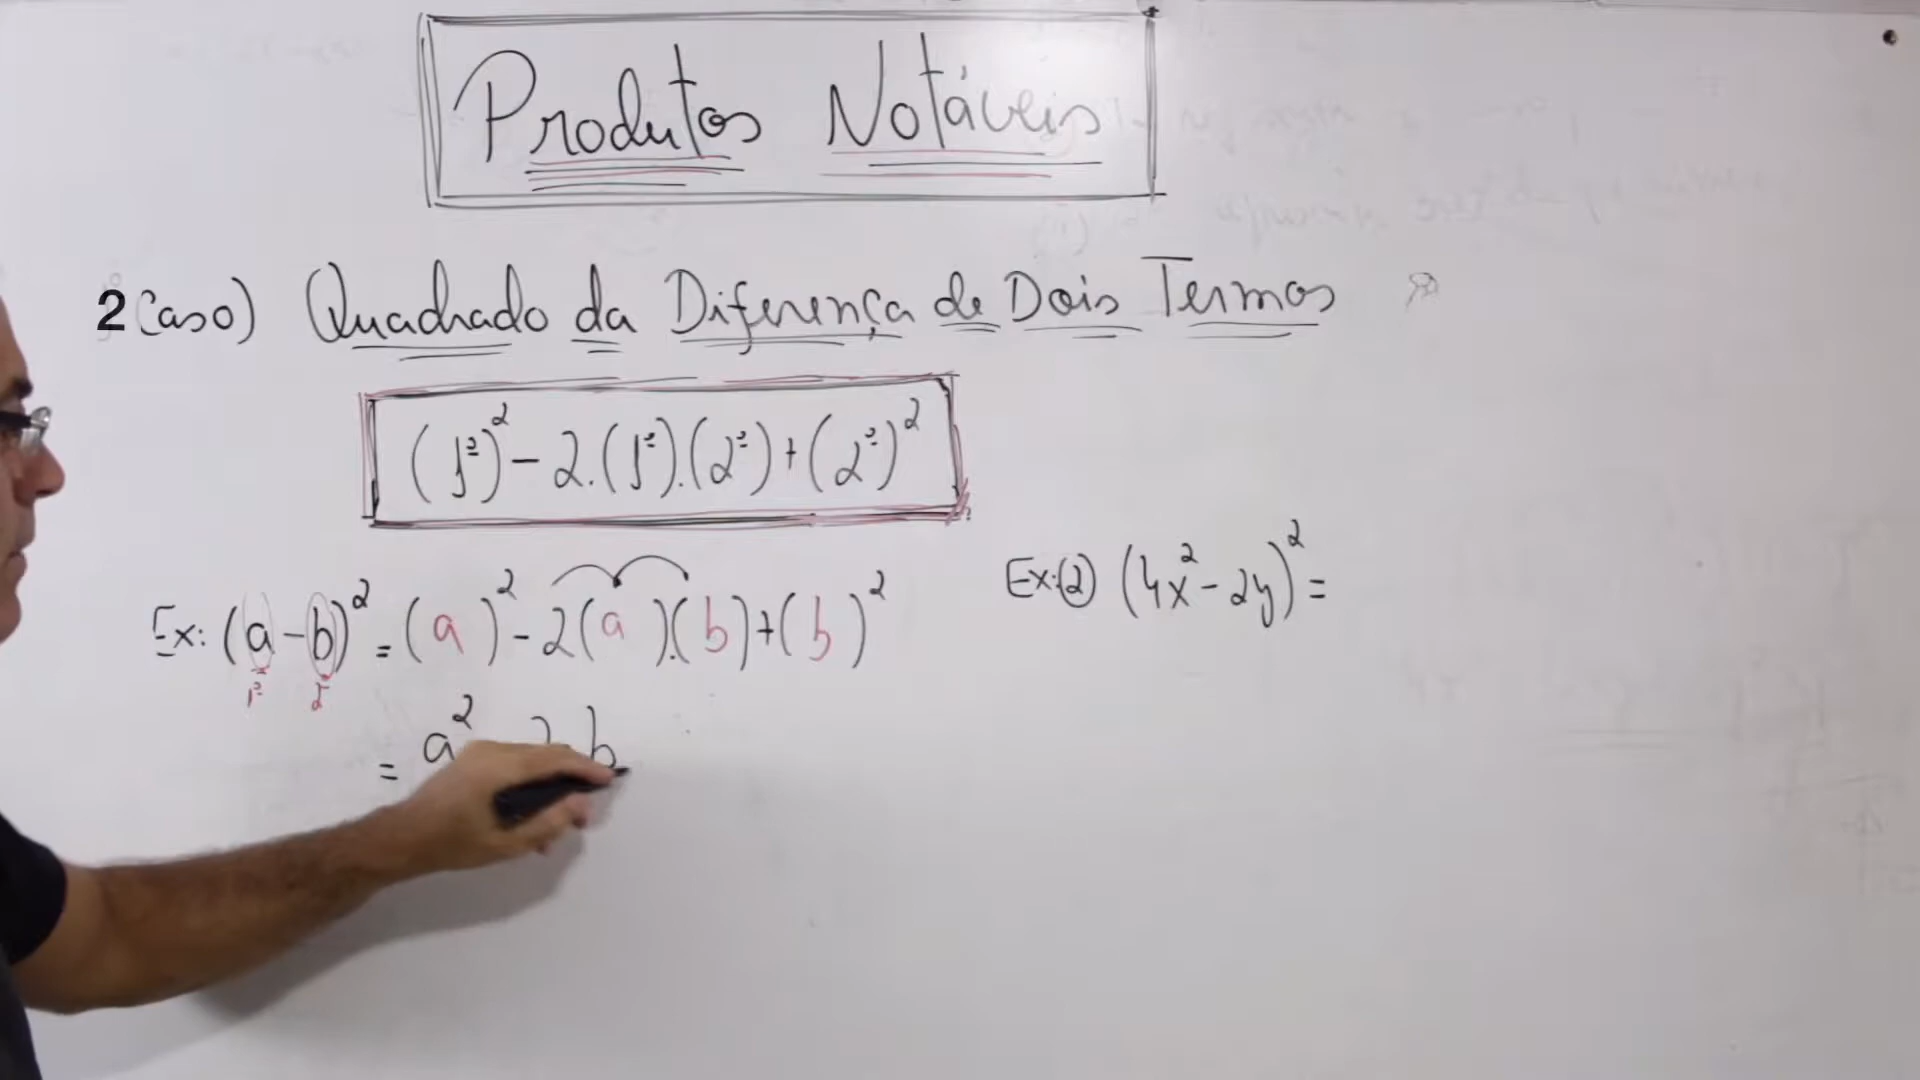 Produtos Notáveis
2 Caso) Quadrado da Diferença de Dois Termos
(1º)² - 2.(1º).(2º) + (2º)²
Ex: (a - b)² = (a)² - 2(a).(b) + (b)²
1º 2º
= a² - 2 b
Ex:(2) (4x² - 2y)² =